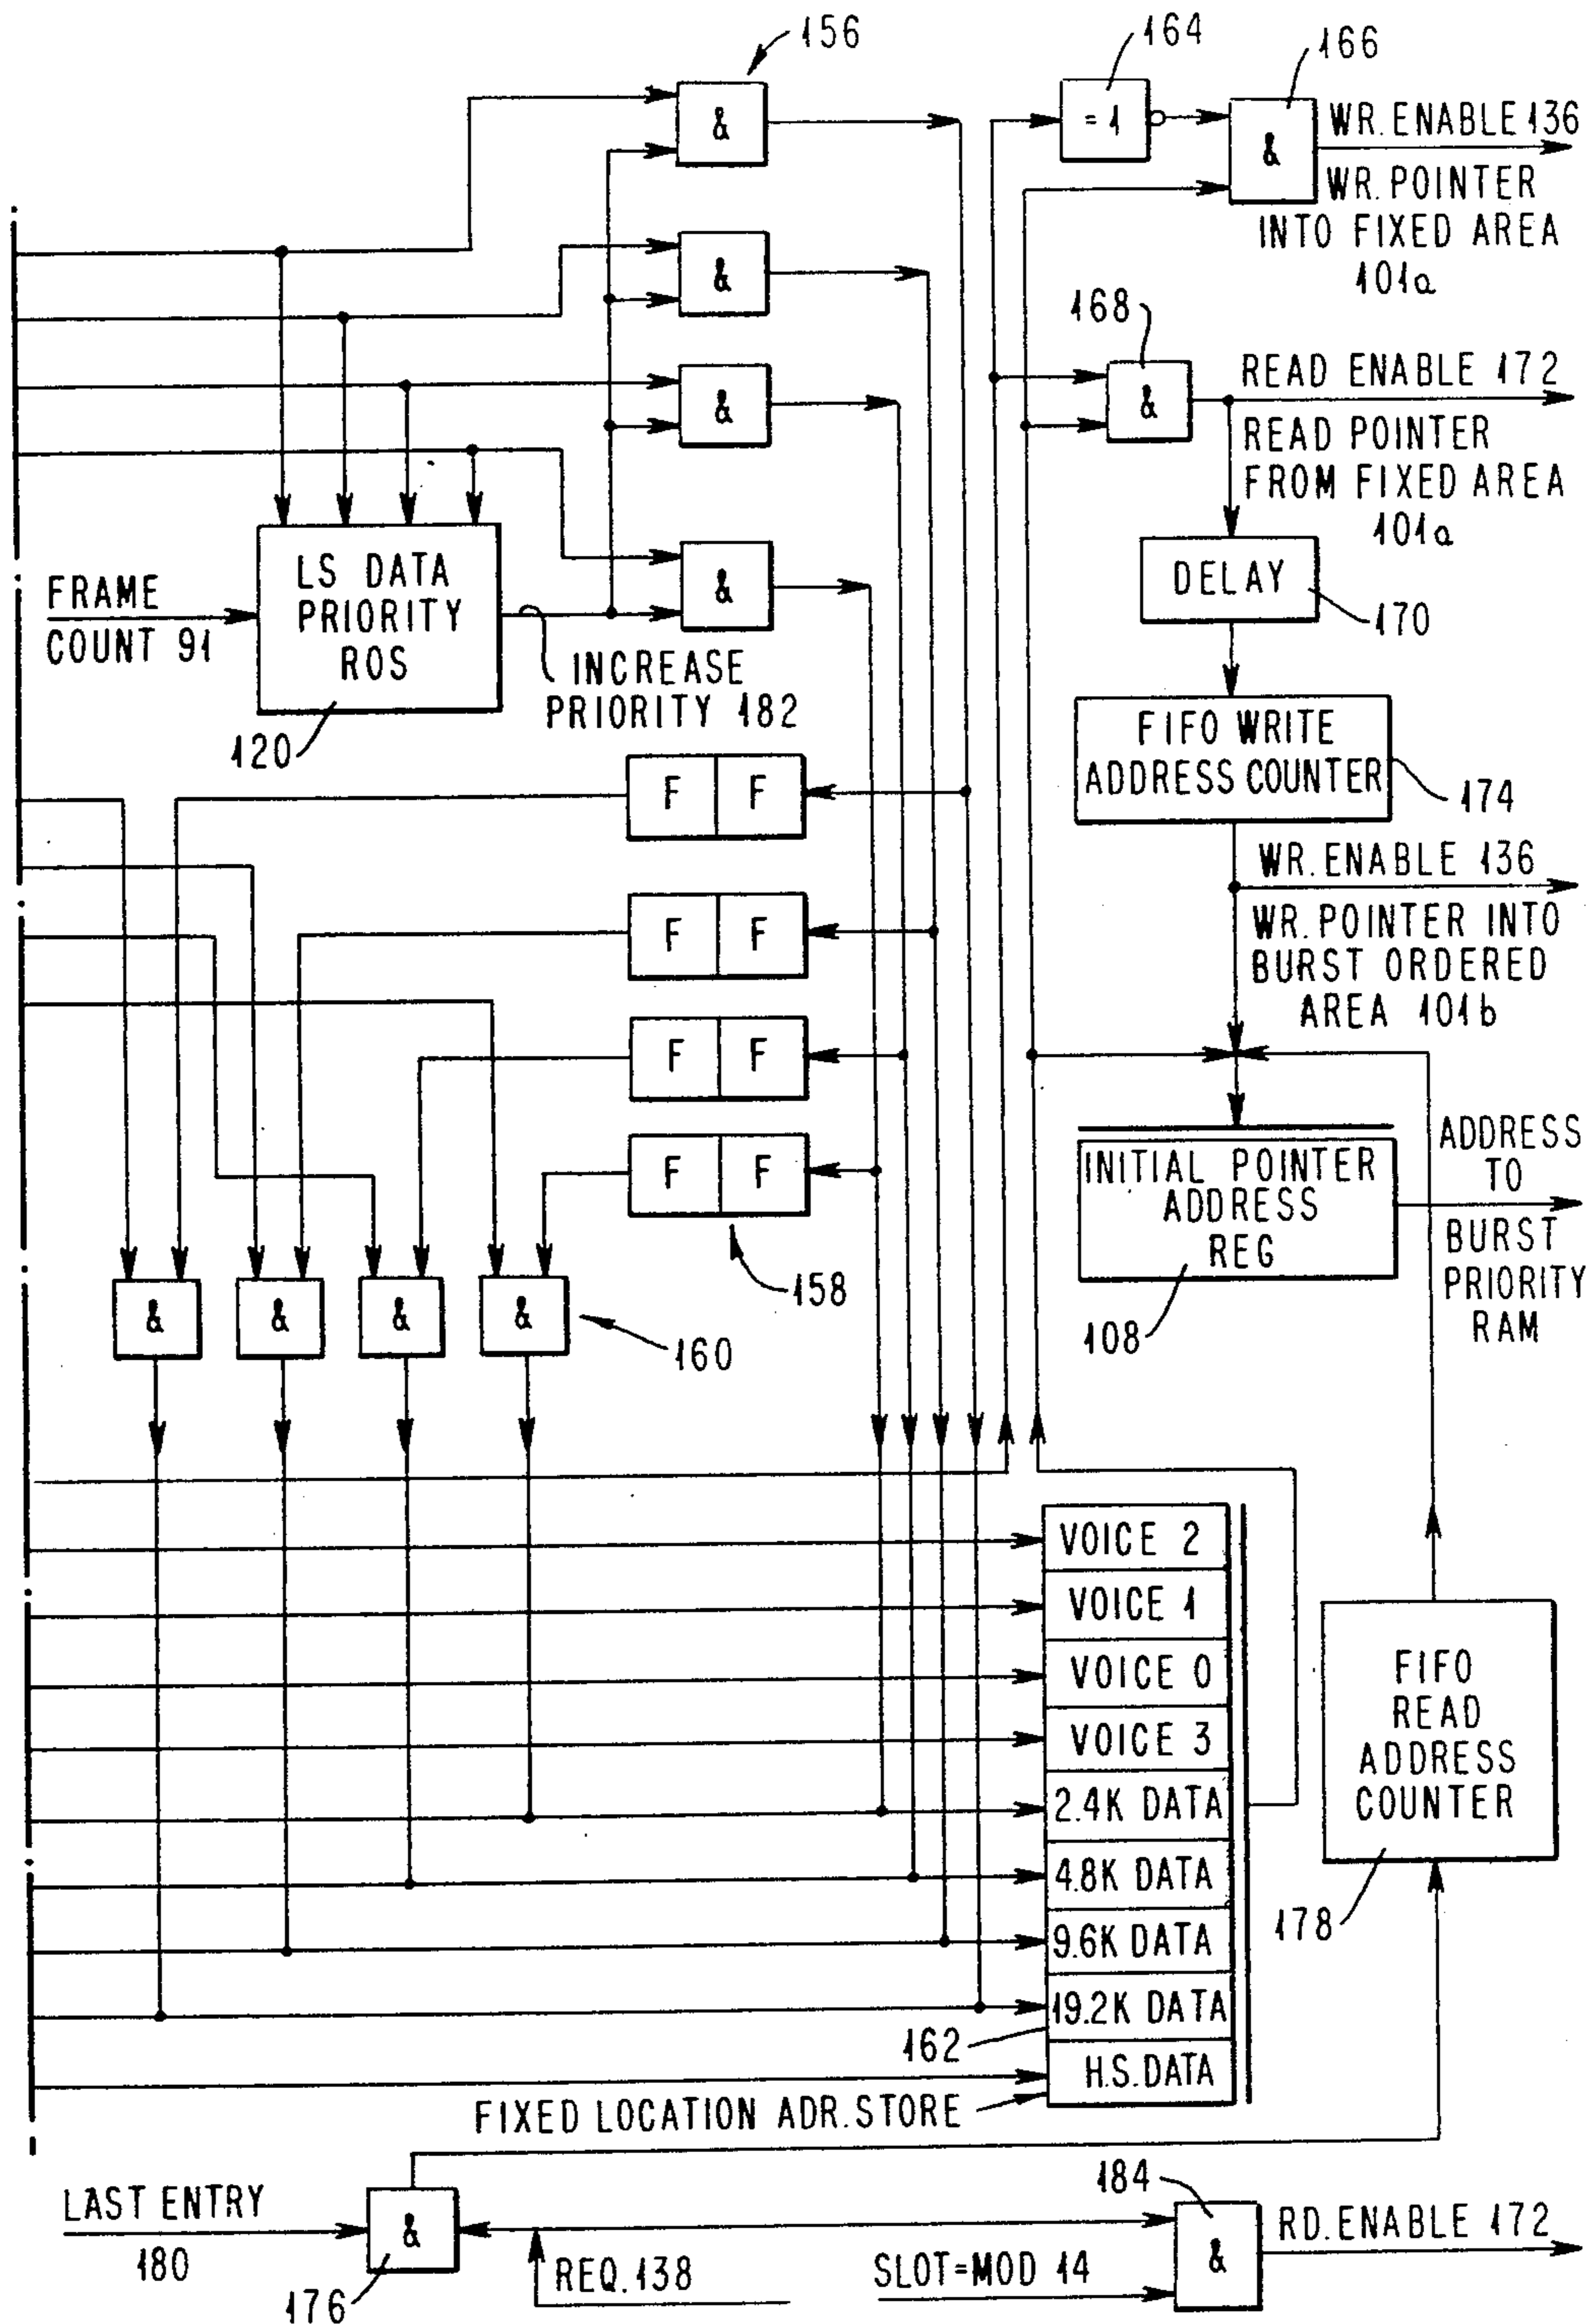 156
164
166
&
= 1
&
WR. ENABLE 136
WR. POINTER
INTO FIXED AREA
101a
&
168
&
READ ENABLE 172
READ POINTER
FROM FIXED AREA
101a
&
DELAY
170
LS DATA
PRIORITY
ROS
FRAME
COUNT 91
&
INCREASE
PRIORITY 182
120
FIFO WRITE
ADDRESS COUNTER
174
F F
WR. ENABLE 136
WR. POINTER INTO
BURST ORDERED
AREA 101b
F F
F F
F F
158
INITIAL POINTER
ADDRESS
REG
108
ADDRESS
TO
BURST
PRIORITY
RAM
&
&
&
&
160
VOICE 2
VOICE 1
VOICE 0
VOICE 3
2.4K DATA
4.8K DATA
9.6K DATA
19.2K DATA
H.S. DATA
162
FIXED LOCATION ADR. STORE
FIFO
READ
ADDRESS
COUNTER
178
LAST ENTRY
180
&
176
REQ. 138
SLOT=MOD 14
184
&
RD. ENABLE 172